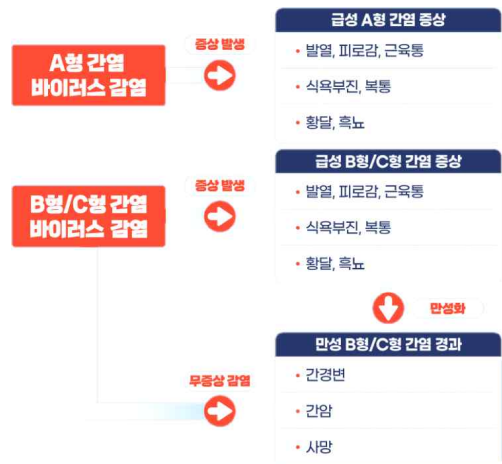 급성 A형 간염 증상
증상 발생
A형 간염
바이러스 감염
• 발열, 피로감, 근육통
• 식욕부진, 복통
• 황달, 흑뇨
급성 B형/C형 간염 증상
증상 발생
B형/C형 간염
바이러스 감염
• 발열, 피로감, 근육통
• 식욕부진, 복통
• 황달, 흑뇨
만성화
만성 B형/C형 간염 경과
무증상 감염
• 간경변
• 간암
• 사망